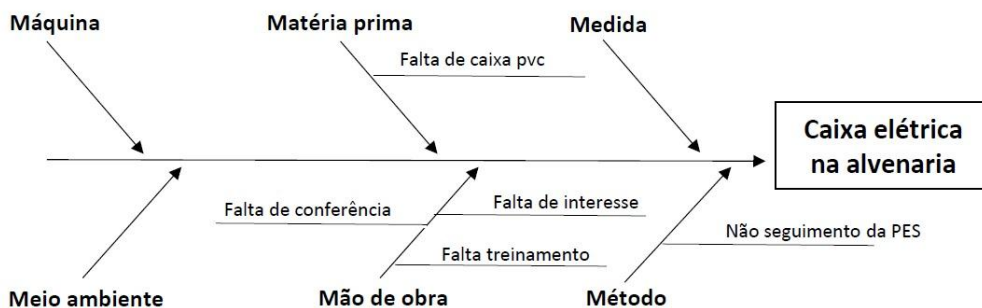 Máquina
Matéria prima
Medida
Falta de caixa pvc
Caixa elétrica
na alvenaria
Falta de conferência
Falta de interesse
Não seguimento da PES
Falta treinamento
Meio ambiente
Mão de obra
Método